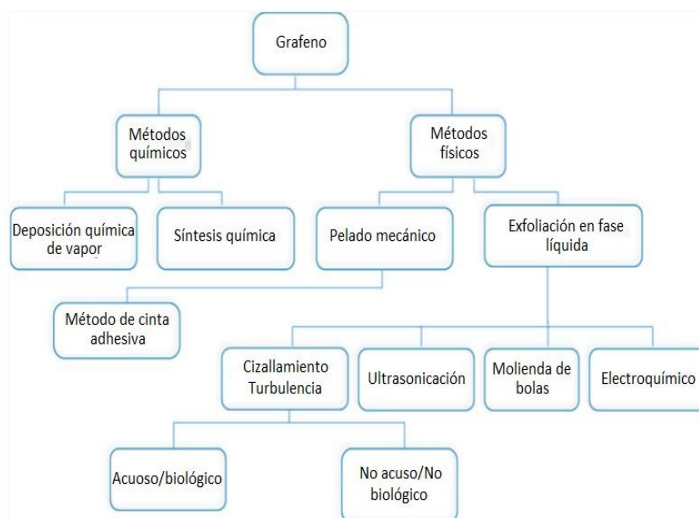 Grafeno
Métodos
químicos
Métodos
físicos
Deposición química
de vapor
Síntesis química
Pelado mecánico
Exfoliación en fase
líquida
Método de cinta
adhesiva
Cizallamiento
Turbulencia
Ultrasonicación
Molienda de
bolas
Electroquímico
Acuoso/biológico
No acuso/No
biológico